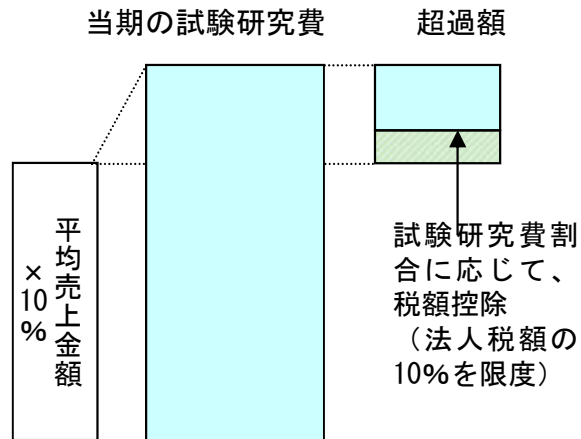 当期の試験研究費
超過額
平均売上金額
×10%
試験研究費割
合に応じて、
税額控除
（法人税額の
10%を限度）